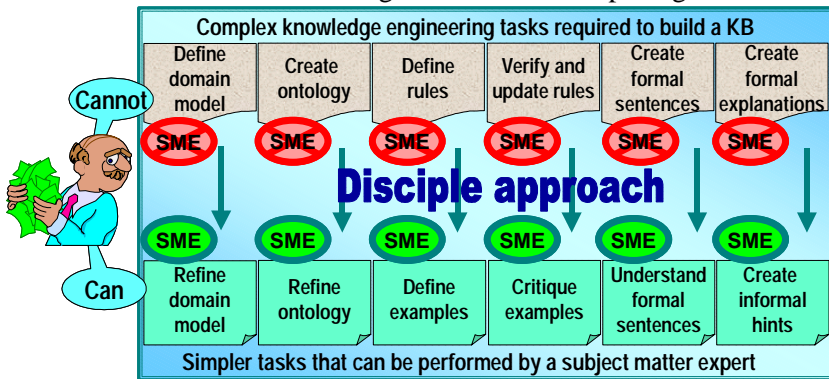 Complex knowledge engineering tasks required to build a KB
Define
domain
model
Create
ontology
Define
rules
Verify and
update rules
Create
formal
sentences
Create
formal
explanations
Cannot
SME
SME
SME
SME
SME
SME
Disciple approach
SME
SME
SME
SME
SME
SME
Can
Refine
domain
model
Refine
ontology
Define
examples
Critique
examples
Understand
formal
sentences
Create
informal
hints
Simpler tasks that can be performed by a subject matter expert